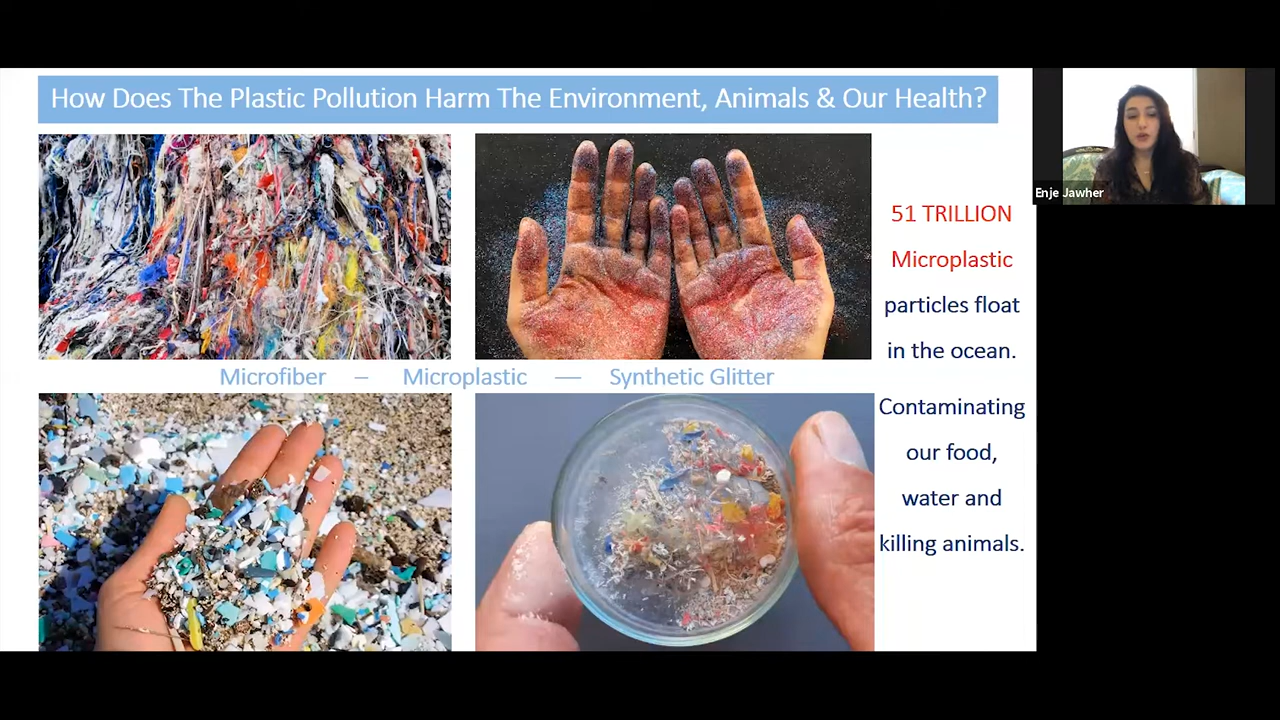 How Does The Plastic Pollution Harm The Environment, Animals & Our Health?
Enje Jawher
51 TRILLION
Microplastic
particles float
in the ocean.
Microfiber – Microplastic — Synthetic Glitter
Contaminating
our food,
water and
killing animals.